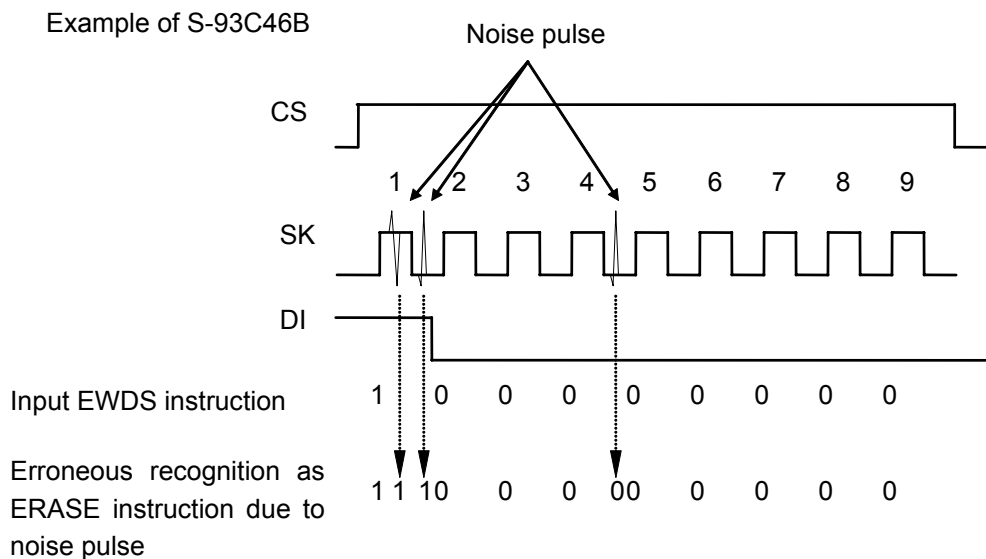 Example of S-93C46B
Noise pulse
CS
1 2 3 4 5 6 7 8 9
SK
DI
Input EWDS instruction 1 0 0 0 0 0 0 0 0
Erroneous recognition as
ERASE instruction due to
noise pulse
1 1 10 0 0 00 0 0 0 0